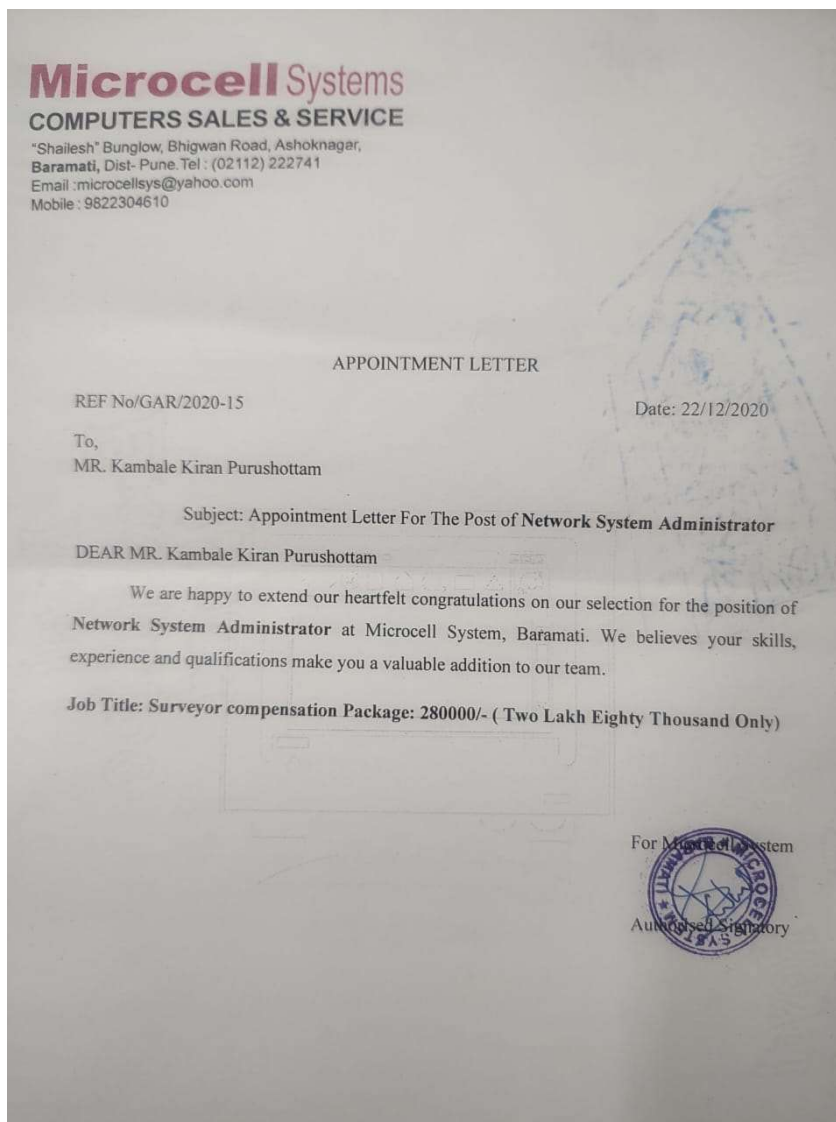 Microcell Systems
COMPUTERS SALES & SERVICE
"Shailesh" Bunglow, Bhigwan Road, Ashoknagar,
Baramati, Dist- Pune. Tel : (02112) 222741
Email :microcellsys@yahoo.com
Mobile : 9822304610
APPOINTMENT LETTER
REF No/GAR/2020-15
Date: 22/12/2020
To,
MR. Kambale Kiran Purushottam
Subject: Appointment Letter For The Post of Network System Administrator
DEAR MR. Kambale Kiran Purushottam
We are happy to extend our heartfelt congratulations on our selection for the position of
Network System Administrator at Microcell System, Baramati. We believes your skills,
experience and qualifications make you a valuable addition to our team.
Job Title: Surveyor compensation Package: 280000/- ( Two Lakh Eighty Thousand Only)
For Microcell System
MICROCELL SYSTEM ★ BARAMATI ★
Authorised Signatory